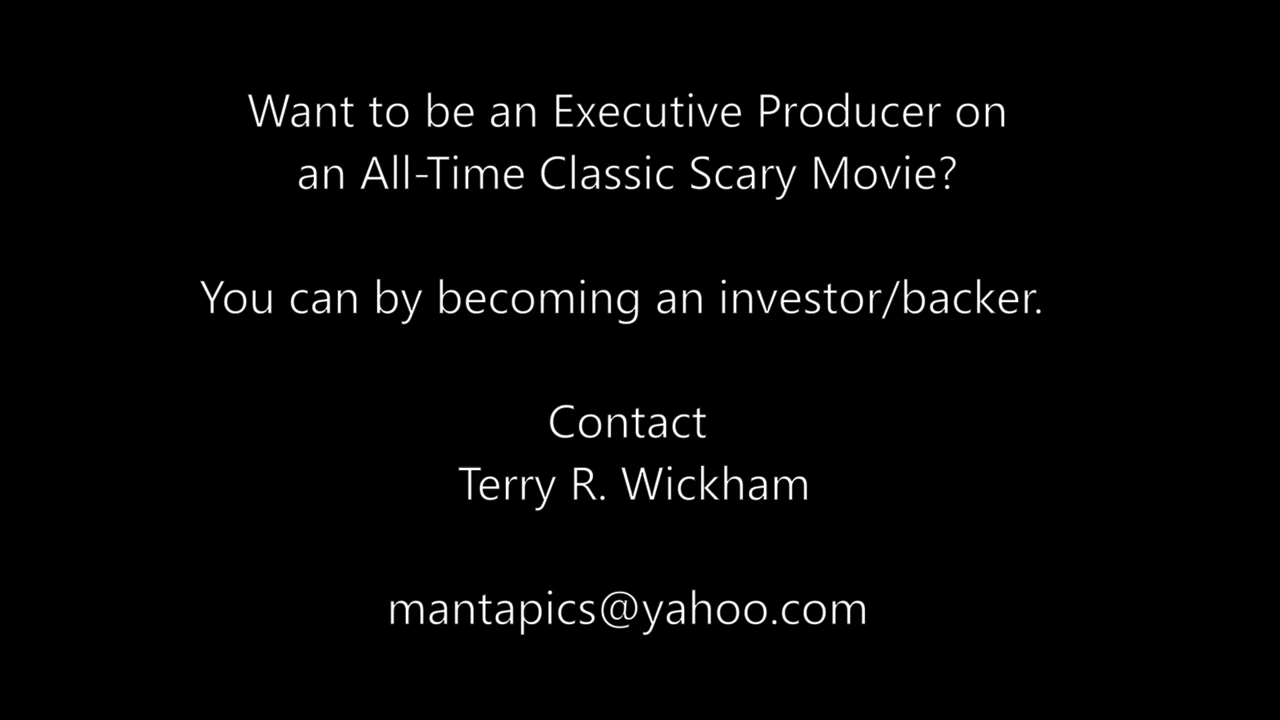 Want to be an Executive Producer on
an All-Time Classic Scary Movie?
You can by becoming an investor/backer.
Contact
Terry R. Wickham
mantapics@yahoo.com